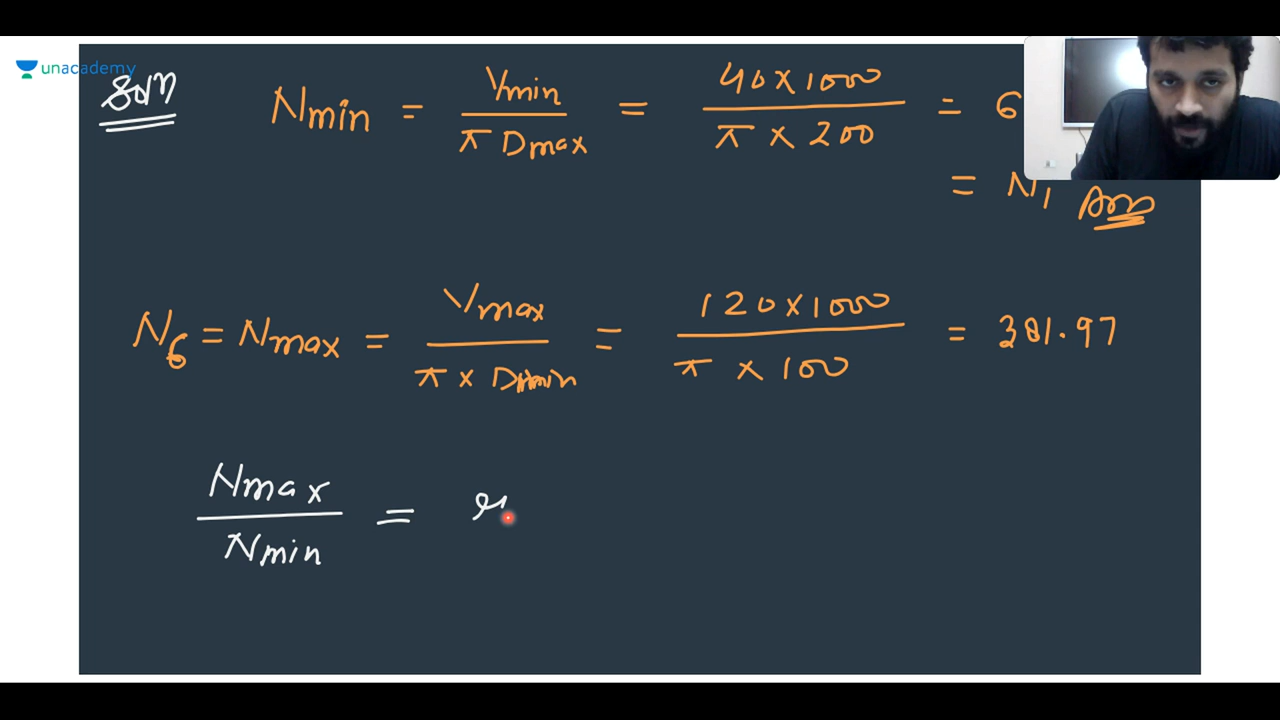 unacademy
Soln
Nmin = Vmin / π Dmax = 40 x 1000 / π x 200 = 6
= N1 Ans
N6 = Nmax = Vmax / π x Dmin = 120 x 1000 / π x 100 = 381.97
Nmax / Nmin = r